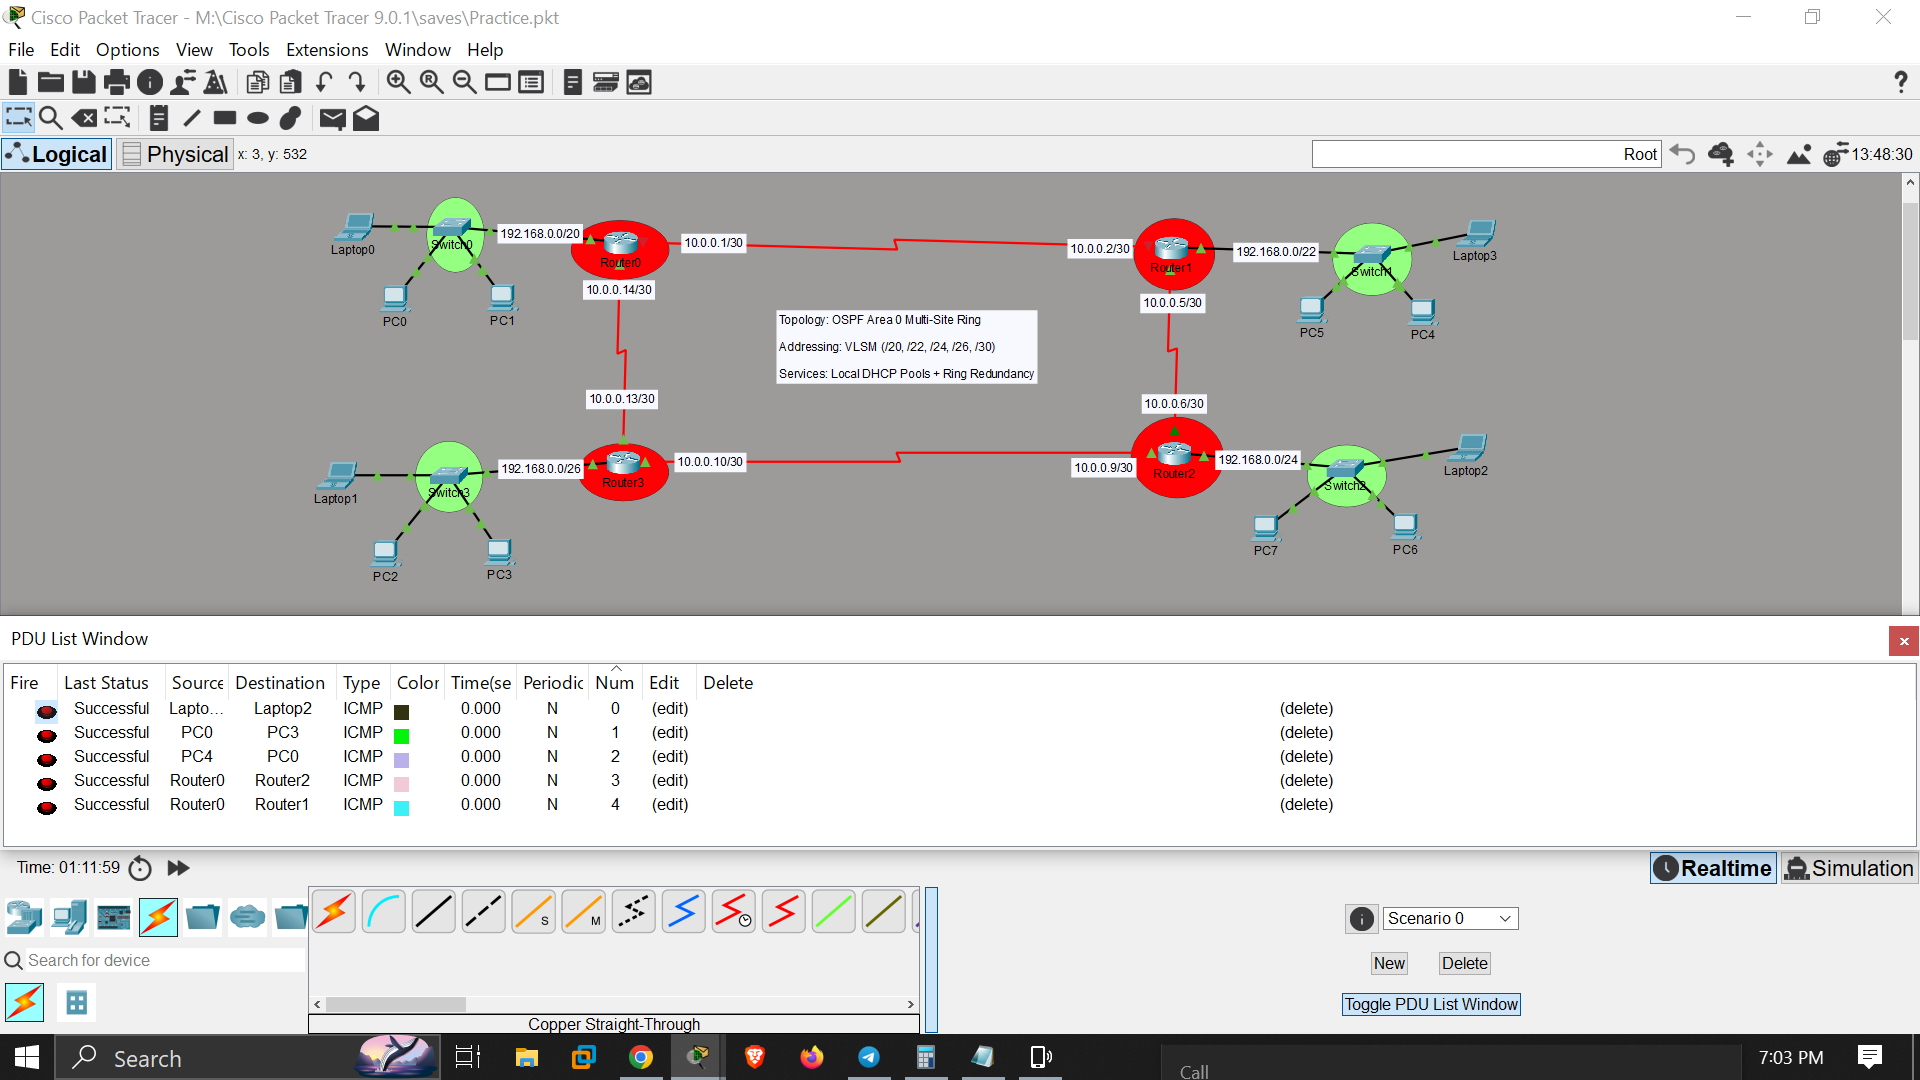 Cisco Packet Tracer - M:\Cisco Packet Tracer 9.0.1\saves\Practice.pkt
File Edit Options View Tools Extensions Window Help
Logical Physical x: 3, y: 532 Root 13:48:30
Laptop0
Switch0
192.168.0.0/20
Router0
10.0.0.1/30
10.0.0.2/30
Router1
192.168.0.0/22
Switch1
Laptop3
PC0
PC1
10.0.0.14/30
10.0.0.5/30
PC5
PC4
Topology: OSPF Area 0 Multi-Site Ring
Addressing: VLSM (/20, /22, /24, /26, /30)
Services: Local DHCP Pools + Ring Redundancy
10.0.0.13/30
10.0.0.6/30
Laptop1
Switch3
192.168.0.0/26
Router3
10.0.0.10/30
10.0.0.9/30
Router2
192.168.0.0/24
Switch2
Laptop2
PC2
PC3
PC7
PC6
PDU List Window
Fire Last Status Source Destination Type Color Time(se Periodic Num Edit Delete
Successful Lapto... Laptop2 ICMP 0.000 N 0 (edit) (delete)
Successful PC0 PC3 ICMP 0.000 N 1 (edit) (delete)
Successful PC4 PC0 ICMP 0.000 N 2 (edit) (delete)
Successful Router0 Router2 ICMP 0.000 N 3 (edit) (delete)
Successful Router0 Router1 ICMP 0.000 N 4 (edit) (delete)
Time: 01:11:59 Realtime Simulation
S M
Scenario 0
Search for device
New Delete
Toggle PDU List Window
Copper Straight-Through
Search
Call
7:03 PM